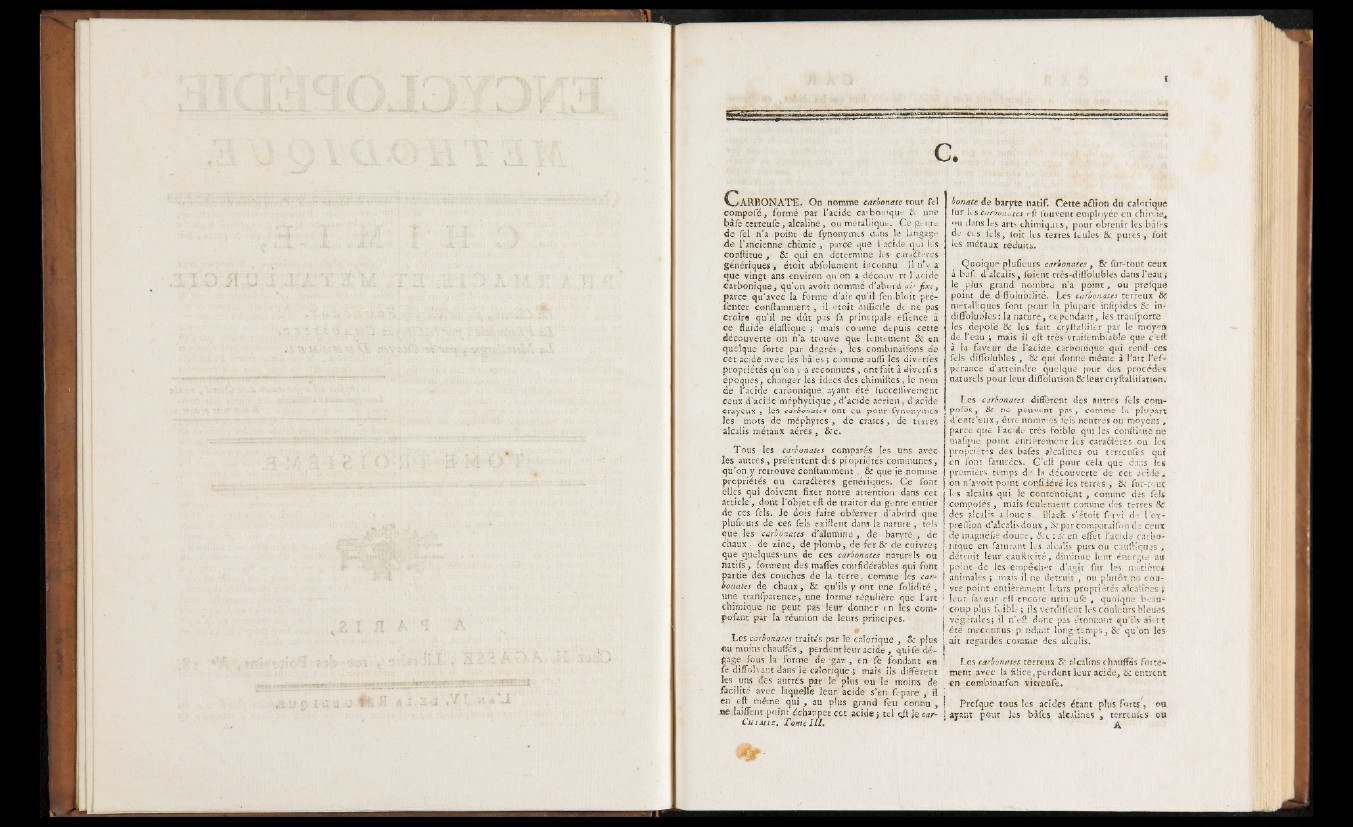 1
C.
CARBONATE. On nomme carbonate tout ſel
compoſé, formé par l'acide carbonique & une
bâſe terreuſe, alcaline, ou métallique. Ce genre
de ſel n'a point de ſynonymes dans le langage
de l'ancienne chimie, parce que l'acide qui les
conſtitue, & qui en détermine les caractères
génériques, étoit abſolument inconnu. Il n'y a
que vingt ans environ qu'on a découvert l'acide
carbonique, qu'on avoit nommé d'abord air fixe,
parce qu'avec la forme d'air qu'il ſembloit pré-
ſenter conſtamment, il étoit difficile de ne pas
croire qu'il ne dût pas ſa principale eſſence à
ce fluide élaſtique; mais comme depuis cette
découverte on n'a trouvé que lentement & en
quelque ſorte par degrés, les combinaiſons de
cet acide avec les bâſes; comme auſſi les diverſes
propriétés qu'on y a reconnues, ont fait à diverſes
époques, changer les idées des chimiſtes, le nom
de l'acide carbonique ayant été ſucceſſivement
ceux d'acide méphytique, d'acide aerien, d'acide
crayeux, les carbonates ont eu pour ſynonymes
les mots de méphytes, de craies, de terres
alcalis métaux aérés, &c.
Tous les carbonates comparés les uns avec
les autres, préſentent des propriétés communes,
qu'on y retrouve conſtamment, & que je nomme
propriétés ou caractères génériques. Ce ſont
elles qui doivent fixer notre attention dans cet
article, dont l'objet eſt de traiter du genre entier
de ces ſels. Je dois faire obſerver d'abord que
pluſieurs de ces ſels exiſtent dans la nature, tels
que les carbonates d'alumine, de baryte, de
chaux, de zinc, de plomb, de fer & de cuivre;
que quelques-uns de ces carbonates naturels ou
natifs, forment des maſſes conſidérables qui font
partie des couches de la terre, comme les car-
bonates de chaux, & qu'ils y ont une ſolidité,
une tranſparence, une forme régulière que l'art
chimique ne peut pas leur donner en les com-
poſant par la réunion de leurs principes.
Les carbonates traités par le calorique, & plus
ou moins chauffés, perdent leur acide, qui ſe dé-
gage ſous la forme de gaz, en ſe fondant ou
ſe diſſolvant dans le calorique; mais ils diffèrent
les uns des autres par le plus ou le moins de
facilité avec laquelle leur acide s'en ſepare, il
en eſt même qui, au plus grand feu connu,
ne laiſſent point échapper cet acide; tel eſt le car-
CHIMIE. Tome III.
bonate de baryte natif. Cette action du calorique
ſur les carbonates eſt ſouvent employée en chimie,
ou dans les arts chimiques, pour obtenir les bâſes
de ces ſels, ſoit les terres ſeules & pures, ſoit
les métaux réduits.
Quoique pluſieurs carbonates, & ſur-tout ceux
à baſe d'alcalis, ſoient très-diſſolubles dans l'eau;
le plus grand nombre n'a point, ou preſque
point de diſſolubilité. Les carbonates terreux &
métalliques ſont pour la plupart inſipides & in-
diſſolubles: la nature, cependant, les tranſporte
les dépoſe & les fait cryſtalliſer par le moyen
de l'eau; mais il eſt très-vraiſemblable que c'eſt
à la faveur de l'acide carbonique qui rend ces
ſels diſſolubles, & qui donne même à l'art l'eſ-
pérance d'atteindre quelque jour des procédés
naturels pour leur diſſolution & leur cryſtalliſation.
Les carbonates diffèrent des autres ſels com-
poſés, & ne peuvent pas, comme la plupart
d'entr'eux, être nommés ſels neutres ou moyens,
parce que l'acide très foible qui les conſtitue ne
maſque point entièrement les caractères ou les
propriétés des bâſes alcalines ou terreuſes qui
en ſont ſaturées. C'eſt pour cela que dans les
premiers temps de la découverte de cet acide,
on n'avoit point conſidéré les terres, & ſur-tout
les alcalis qui le contenoient, comme des ſels
compoſés, mais ſeulement comme des terres &
des alcalis adoucis. Black s'étoit ſervi de l'ex-
preſſion d'alcalis doux, & par comparaiſon de ceux
de magnéſie douce, &c: & en effet l'acide carbo-
nique en ſaturant les alcalis purs ou cauſtiques,
détruit leur cauſticité, diminue leur énergie au
point de les empêcher d'agir ſur les matières
animales; mais il ne détruit, ou plutôt ne cou-
vre point entièrement leurs propriétés alcalines;
leur ſaveur eſt encore urineuſe, quoique beau-
coup plus foible; ils verdiſſent les couleurs bleues
végétales; il n'eſt donc pas étonnant qu'ils aient
été méconnus pendant long-temps, & qu'on les
ait regardés comme des alcalis.
Les carbonates terreux & alcalins chauffés forte-
ment avec la ſilice, perdent leur acide, & entrent
en combinaiſon vitreuſe.
Preſque tous les acides étant plus forts, ou
ayant pour les bâſes alcalines, terreuſes ou
A